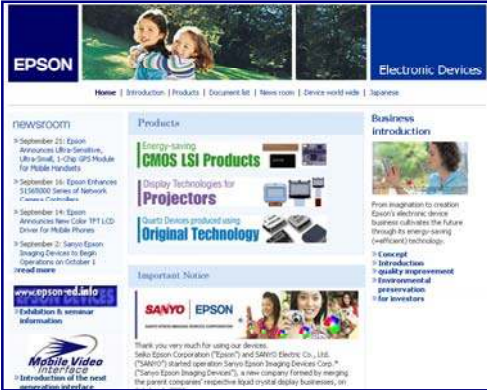 EPSON
Electronic Devices
Home | Introduction | Products | Document list | News room | Device world wide | Japanese
newsroom
September 21: Epson
Announces Ultra-Sensitive,
Ultra-Small, 1-Chip GPS Module
for Mobile Handsets
September 16: Epson Enhances
S1S65000 Series of Network
Camera Controllers
September 14: Epson
Announces New Color TFT LCD
Driver for Mobile Phones
September 2: Sanyo Epson
Imaging Devices to Begin
Operations on October 1
read more
www.epson-ed.info
Exhibition & seminar
information
Mobile Video
Interface
Introduction of the next
generation interface
Products
Energy-saving
CMOS LSI Products
Display Technologies for
Projectors
Quartz Devices produced using
Original Technology
Important Notice
SANYO | EPSON
SANYO EPSON IMAGING DEVICES CORPORATION
Thank you very much for using our devices.
Seiko Epson Corporation ("Epson") and SANYO Electric Co., Ltd.
("SANYO") started operation Sanyo Epson Imaging Devices Corp.*
("Sanyo Epson Imaging Devices"), a new company formed by merging
the parent companies' respective liquid crystal display businesses, on
Business
introduction
From imagination to creation
Epson's electronic device
business cultivates the future
through its energy-saving
(=efficient) technology.
Concept
Introduction
quality improvement
Environmental
preservation
for investors